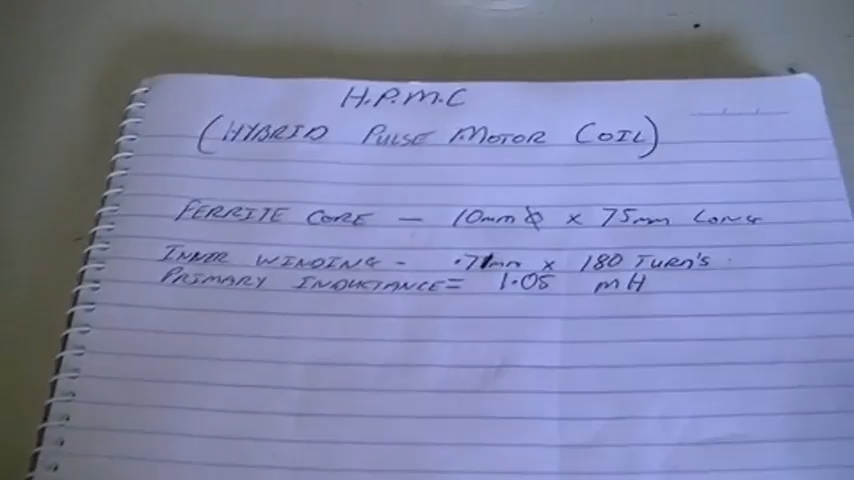 H.P.M.C
(HYBRID PULSE MOTOR COIL)
FERRITE CORE – 10mm ϕ x 75mm LONG
INNER WINDING – .71mm x 180 TURN'S
PRIMARY INDUCTANCE = 1.05 mH